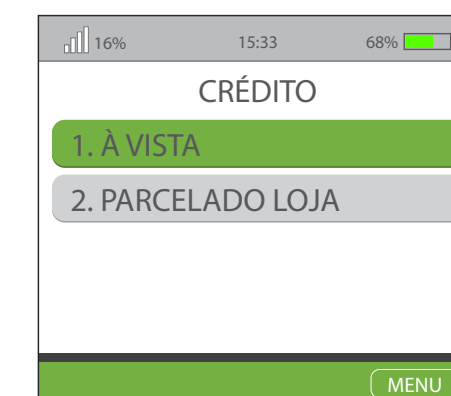 16% 15:33 68%
CRÉDITO
1. À VISTA
2. PARCELADO LOJA
MENU